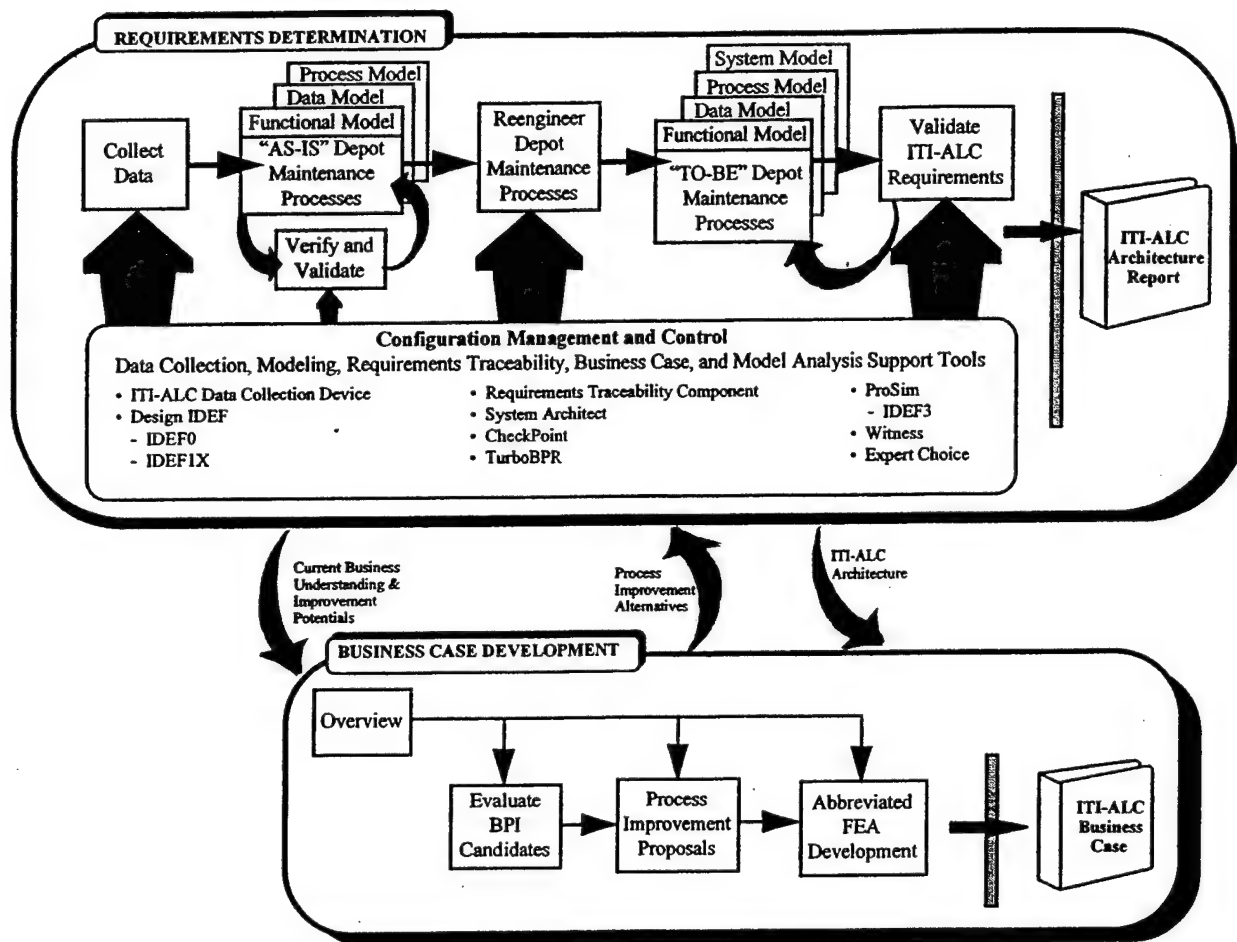 REQUIREMENTS DETERMINATION
Collect
Data
Process Model
Data Model
Functional Model
"AS-IS" Depot
Maintenance
Processes
Verify and
Validate
Reengineer
Depot
Maintenance
Processes
System Model
Process Model
Data Model
Functional Model
"TO-BE" Depot
Maintenance
Processes
Validate
ITI-ALC
Requirements
ITI-ALC
Architecture
Report
Configuration Management and Control
Data Collection, Modeling, Requirements Traceability, Business Case, and Model Analysis Support Tools
• ITI-ALC Data Collection Device
• Design IDEF
- IDEF0
- IDEF1X
• Requirements Traceability Component
• System Architect
• CheckPoint
• TurboBPR
• ProSim
- IDEF3
• Witness
• Expert Choice
Current Business
Understanding &
Improvement
Potentials
Process
Improvement
Alternatives
ITI-ALC
Architecture
BUSINESS CASE DEVELOPMENT
Overview
Evaluate
BPI
Candidates
Process
Improvement
Proposals
Abbreviated
FEA
Development
ITI-ALC
Business
Case